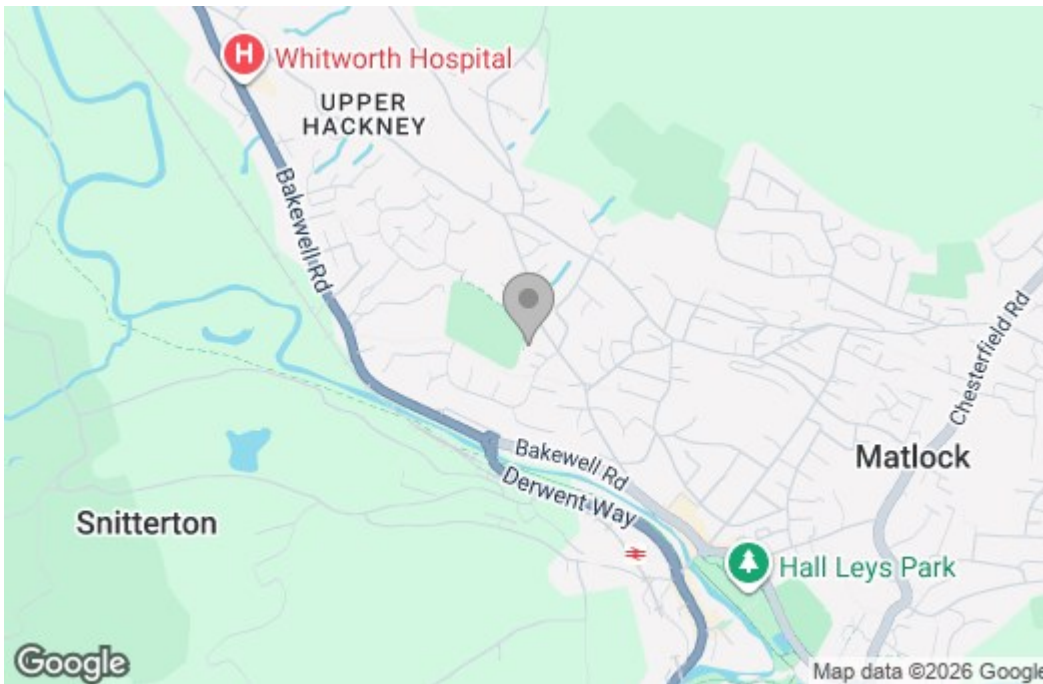 H
Whitworth Hospital
UPPER
HACKNEY
Bakewell Rd
Chesterfield Rd
Bakewell Rd
Matlock
Derwent Way
Snitterton
Hall Leys Park
Google
Map data ©2026 Google